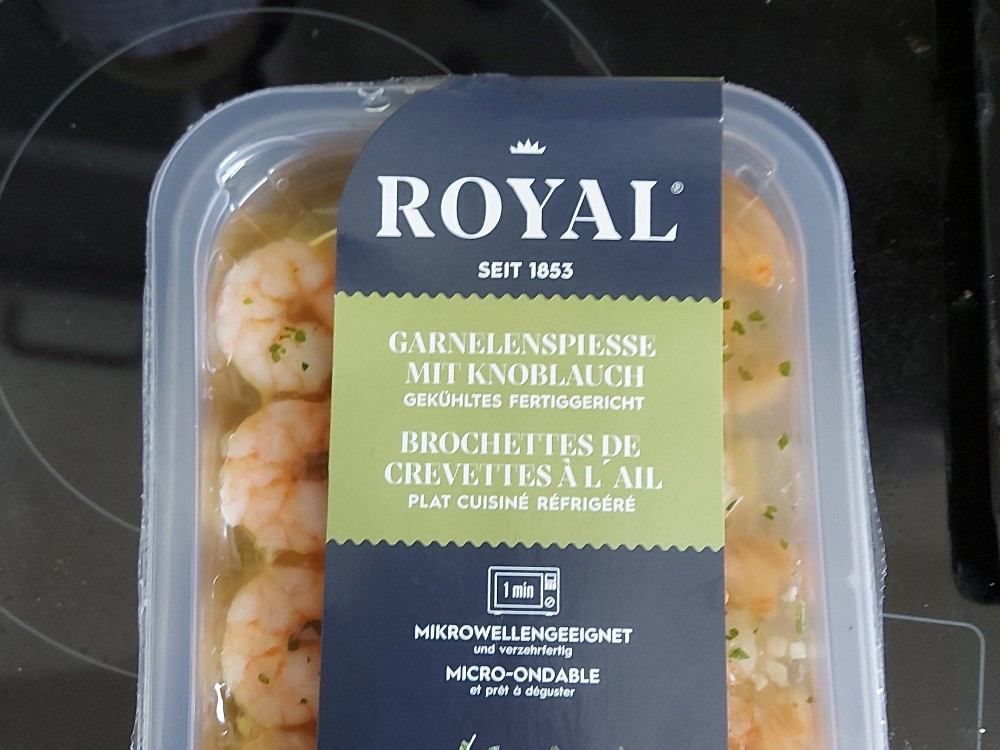 ROYAL®
SEIT 1853
GARNELENSPIESSE
MIT KNOBLAUCH
GEKÜHLTES FERTIGGERICHT
BROCHETTES DE
CREVETTES À L´AIL
PLAT CUISINÉ RÉFRIGÉRÉ
1 min
MIKROWELLENGEEIGNET
und verzehrfertig
MICRO-ONDABLE
et prêt à déguster